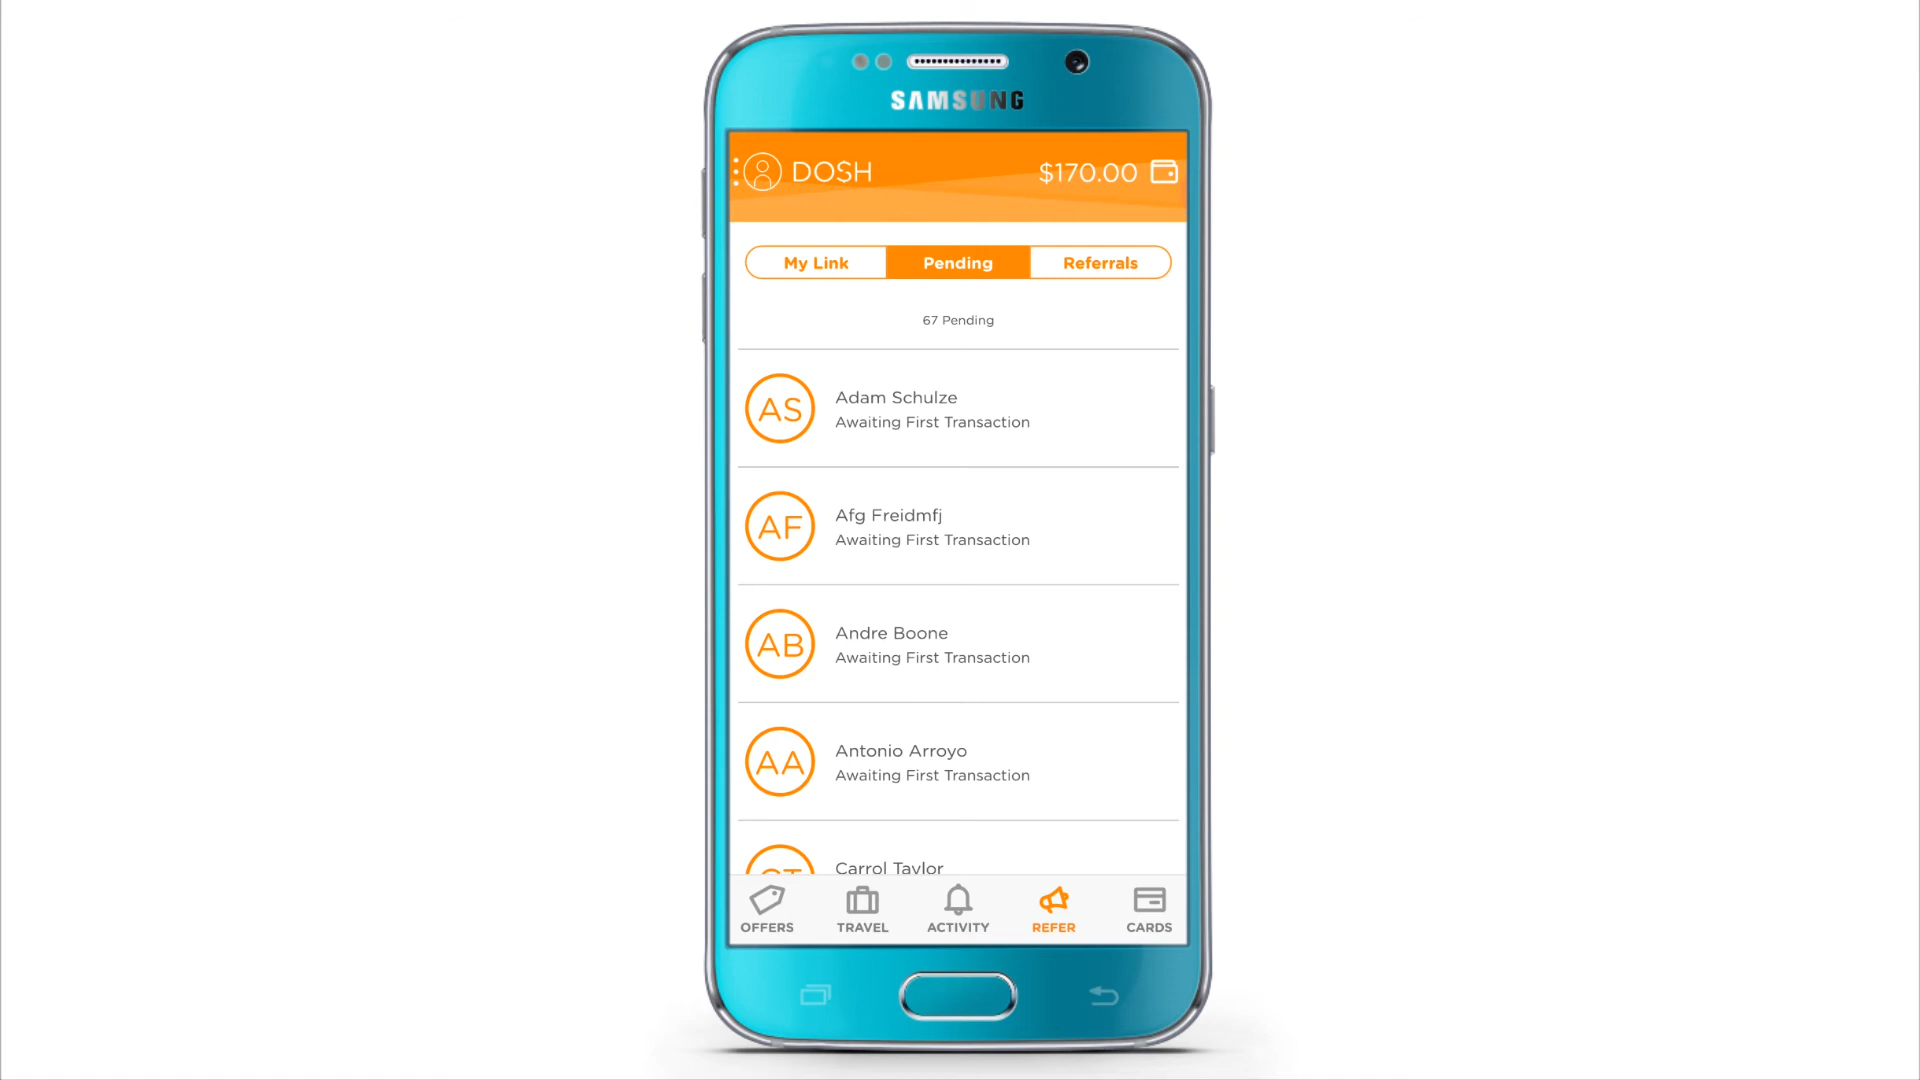 SAMSUNG
DOSH
$170.00
My Link
Pending
Referrals
67 Pending
AS
Adam Schulze
Awaiting First Transaction
AF
Afg Freidmfj
Awaiting First Transaction
AB
Andre Boone
Awaiting First Transaction
AA
Antonio Arroyo
Awaiting First Transaction
CT
Carrol Taylor
OFFERS
TRAVEL
ACTIVITY
REFER
CARDS